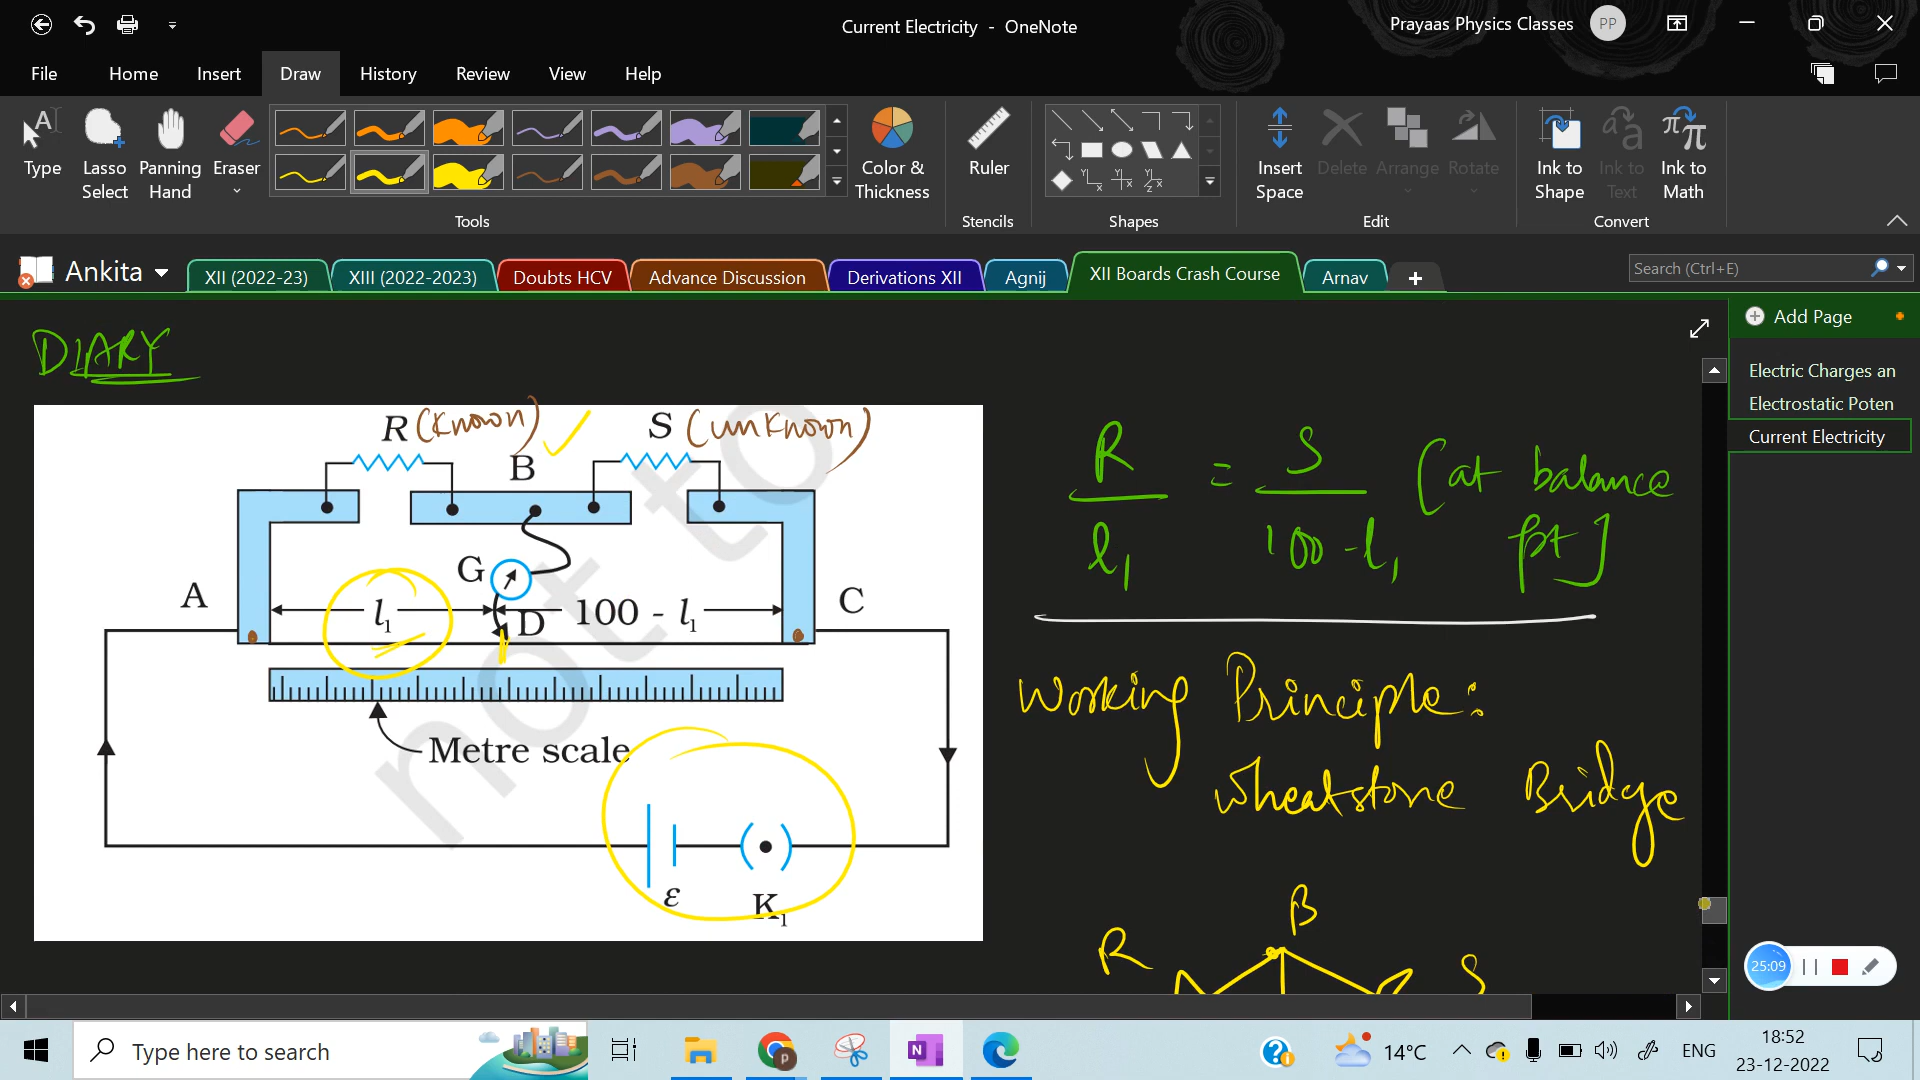 Current Electricity - OneNote
Prayaas Physics Classes PP
File Home Insert Draw History Review View Help
Type
Lasso Select
Panning Hand
Eraser
Color & Thickness
Ruler
Insert Space
Delete
Arrange
Rotate
Ink to Shape
Ink to Text
Ink to Math
Tools Stencils Shapes Edit Convert
Ankita XII (2022-23) XIII (2022-2023) Doubts HCV Advance Discussion Derivations XII Agnij XII Boards Crash Course Arnav + Search (Ctrl+E)
Add Page
Electric Charges an
Electrostatic Poten
Current Electricity
DIARY
R (known) S (unknown)
B
G
A l₁ D 100 - l₁ C
Metre scale
ε K₁
not to
R/l₁ = S/100-l₁ [at balance pt]
Working Principle:
Wheatstone Bridge
B
R S
25:09
Type here to search
14°C ENG 18:52
23-12-2022